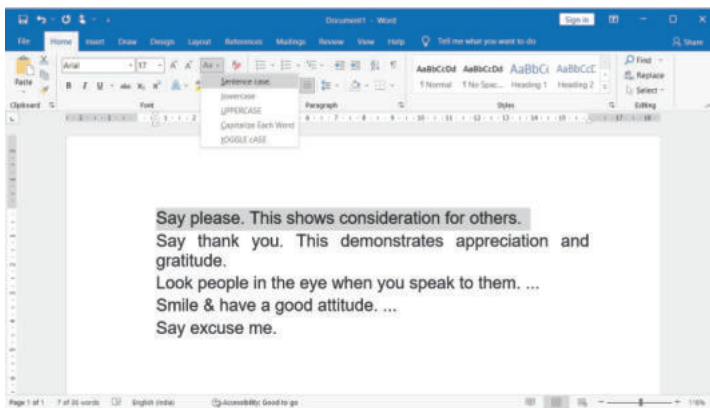 Document1 - Word
Sign in
File Home Insert Draw Design Layout References Mailings Review View Help Tell me what you want to do Share
Arial 17 Aa
Paste
B I U abc X₂ X²
Clipboard Font Paragraph Styles Editing
AaBbCcDd AaBbCcDd AaBbCc AaBbCcC
¶ Normal ¶ No Spac... Heading 1 Heading 2
Find
Replace
Select
Sentence case.
lowercase
UPPERCASE
Capitalize Each Word
tOGGLE cASE
Say please. This shows consideration for others.
Say thank you. This demonstrates appreciation and
gratitude.
Look people in the eye when you speak to them. ...
Smile & have a good attitude. ...
Say excuse me.
Page 1 of 1 7 of 36 words English (India) Accessibility: Good to go 116%